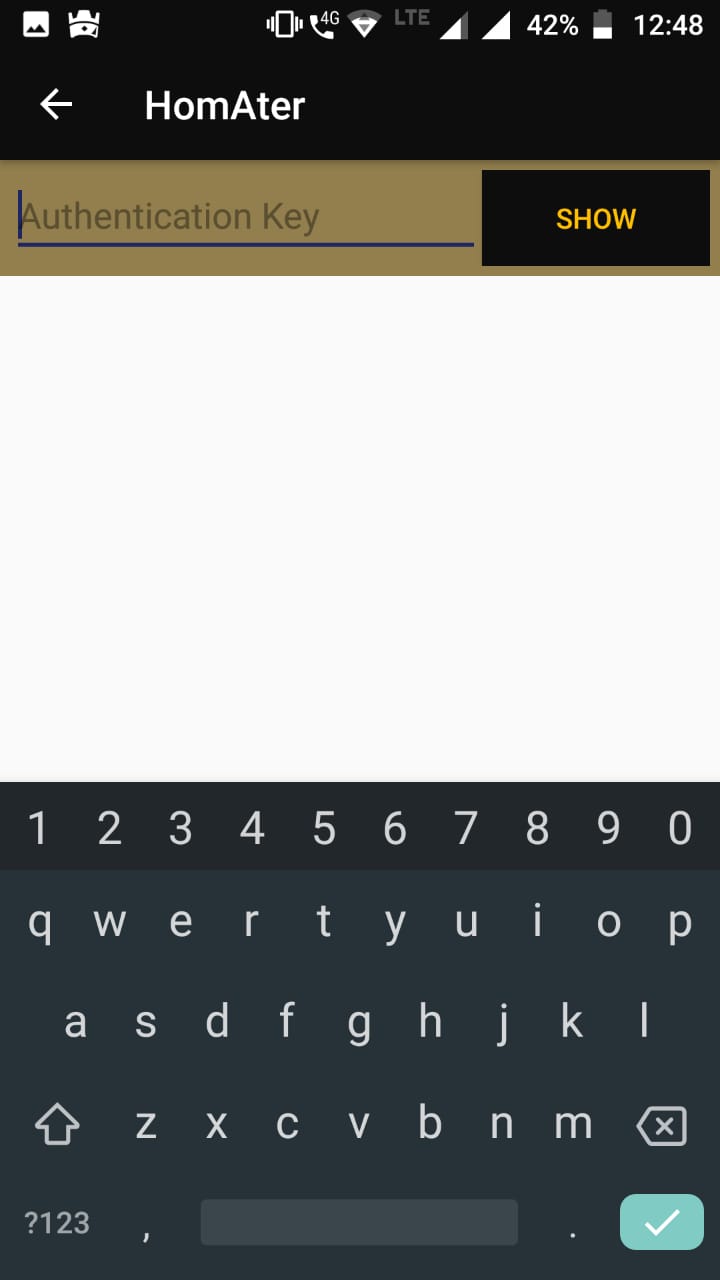 4G LTE 42% 12:48
HomAter
Authentication Key SHOW
1 2 3 4 5 6 7 8 9 0
q w e r t y u i o p
a s d f g h j k l
z x c v b n m
?123 , .